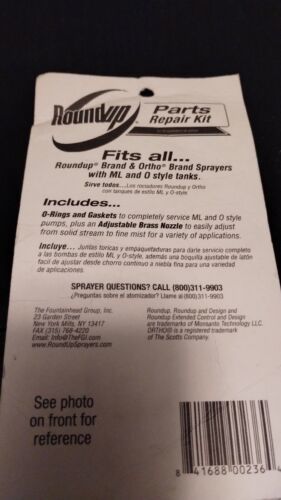 Roundup®
Parts
Repair Kit
Fits all...
Roundup® Brand & Ortho® Brand Sprayers
with ML and O style tanks.
Sirve todos...Los rociadores Roundup y Ortho
con tanques de estilo ML y O-style.
Includes...
O-Rings and Gaskets to completely service ML and O style
pumps, plus an Adjustable Brass Nozzle to easily adjust
from solid stream to fine mist for a variety of applications.
Incluye... Juntas toricas y empaquetaduras para darle servicio completo
a las bombas de estilo ML y O-style, además una boquilla ajustable de latón
facil de ajustar desde chorro continuo a niebla fina para una variedad
de aplicaciones.
SPRAYER QUESTIONS? CALL (800)311-9903
¿Preguntas sobre el atomizador? Llame al(800)311-9903
The Fountainhead Group, Inc.
23 Garden Street
New York Mills, NY 13417
FAX (315) 768-4220
Email: Info@TheFGI.com
www.RoundUpSprayers.com
Roundup, Roundup and Design and
Roundup Extended Control and Design
are trademarks of Monsanto Technology LLC.
ORTHO® is a registered trademark
of The Scotts Company.
See photo
on front for
reference
8 41688 00236 4